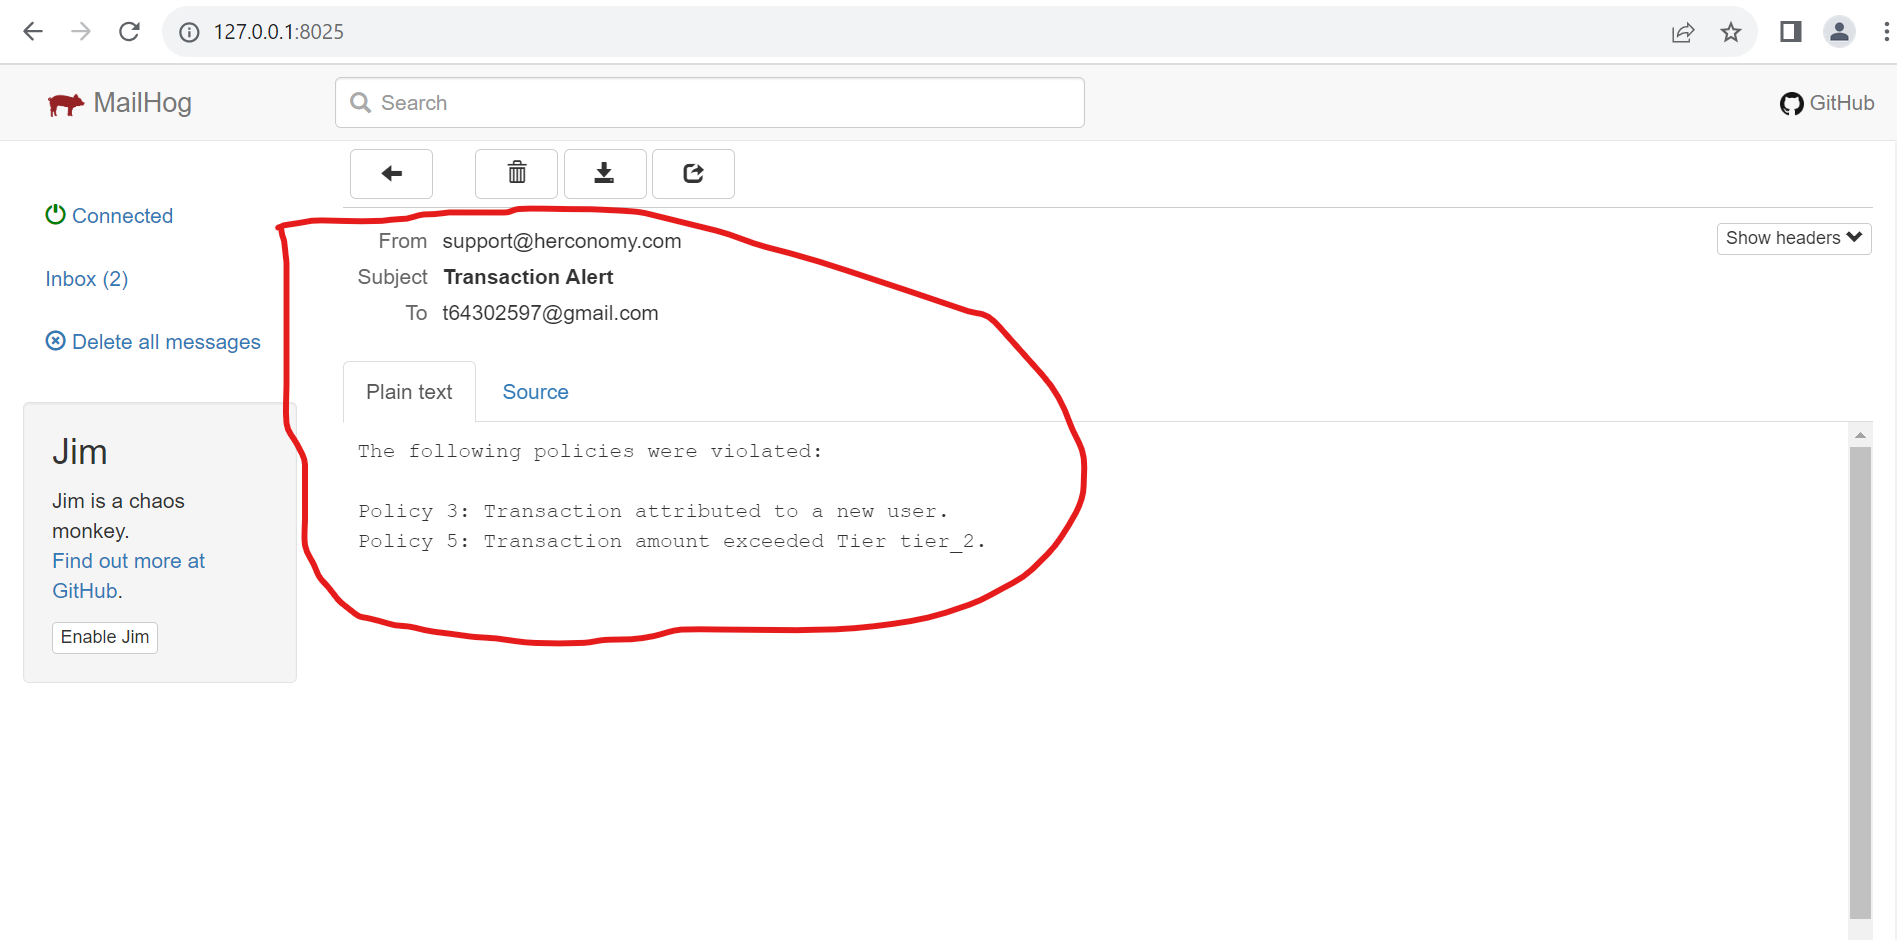 127.0.0.1:8025
MailHog
Search
GitHub
Connected
Inbox (2)
Delete all messages
Jim
Jim is a chaos
monkey.
Find out more at
GitHub.
Enable Jim
From support@herconomy.com
Show headers
Subject Transaction Alert
To t64302597@gmail.com
Plain text Source
The following policies were violated:
Policy 3: Transaction attributed to a new user.
Policy 5: Transaction amount exceeded Tier tier_2.